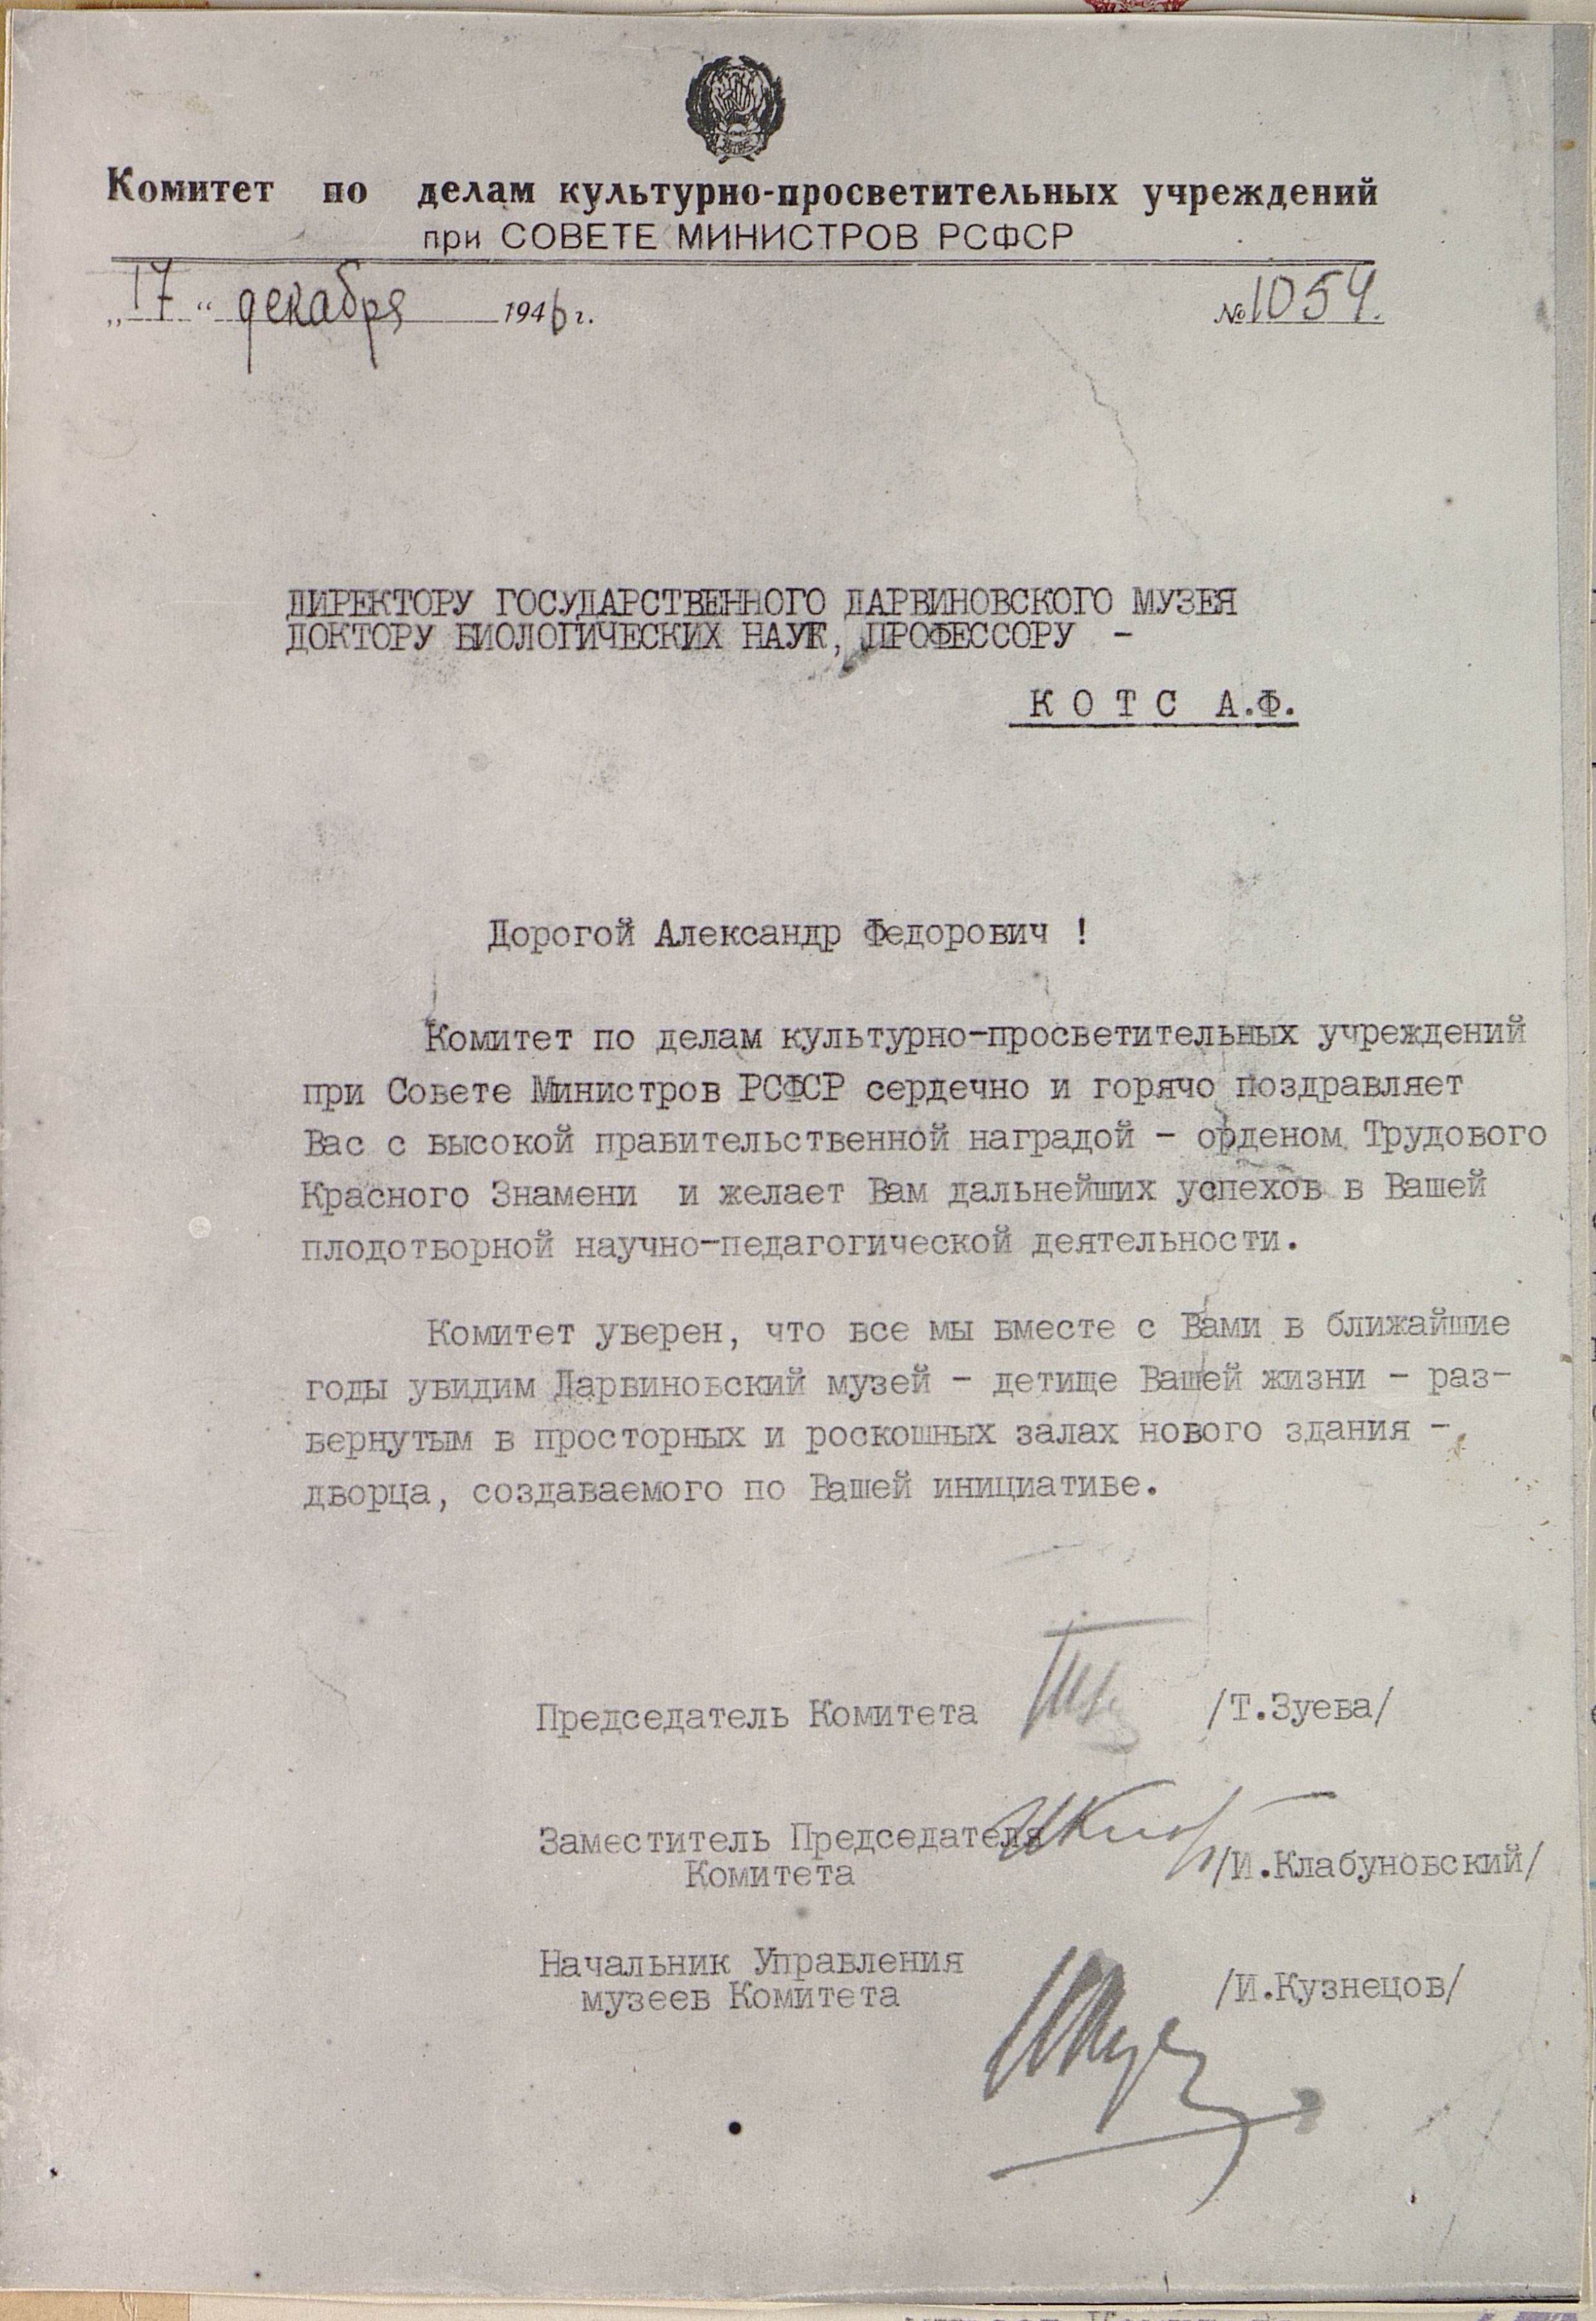 Комитет по делам культурно-просветительных учреждений
при СОВЕТЕ МИНИСТРОВ РСФСР
„17“ декабря 1946 г.
№ 1054.
ДИРЕКТОРУ ГОСУДАРСТВЕННОГО ДАРВИНОВСКОГО МУЗЕЯ
ДОКТОРУ БИОЛОГИЧЕСКИХ НАУК, ПРОФЕССОРУ -
К О Т С А.Ф.
Дорогой Александр Федорович !
Комитет по делам культурно-просветительных учреждений
при Совете Министров РСФСР сердечно и горячо поздравляет
Вас с высокой правительственной наградой - орденом Трудового
Красного Знамени и желает Вам дальнейших успехов в Вашей
плодотворной научно-педагогической деятельности.
Комитет уверен, что все мы вместе с Вами в ближайшие
годы увидим Дарвиновский музей - детище Вашей жизни - раз-
вернутым в просторных и роскошных залах нового здания -
дворца, создаваемого по Вашей инициативе.
Председатель Комитета /Т.Зуева/
Заместитель Председателя
Комитета /И.Клабуновский/
Начальник Управления
музеев Комитета /И.Кузнецов/